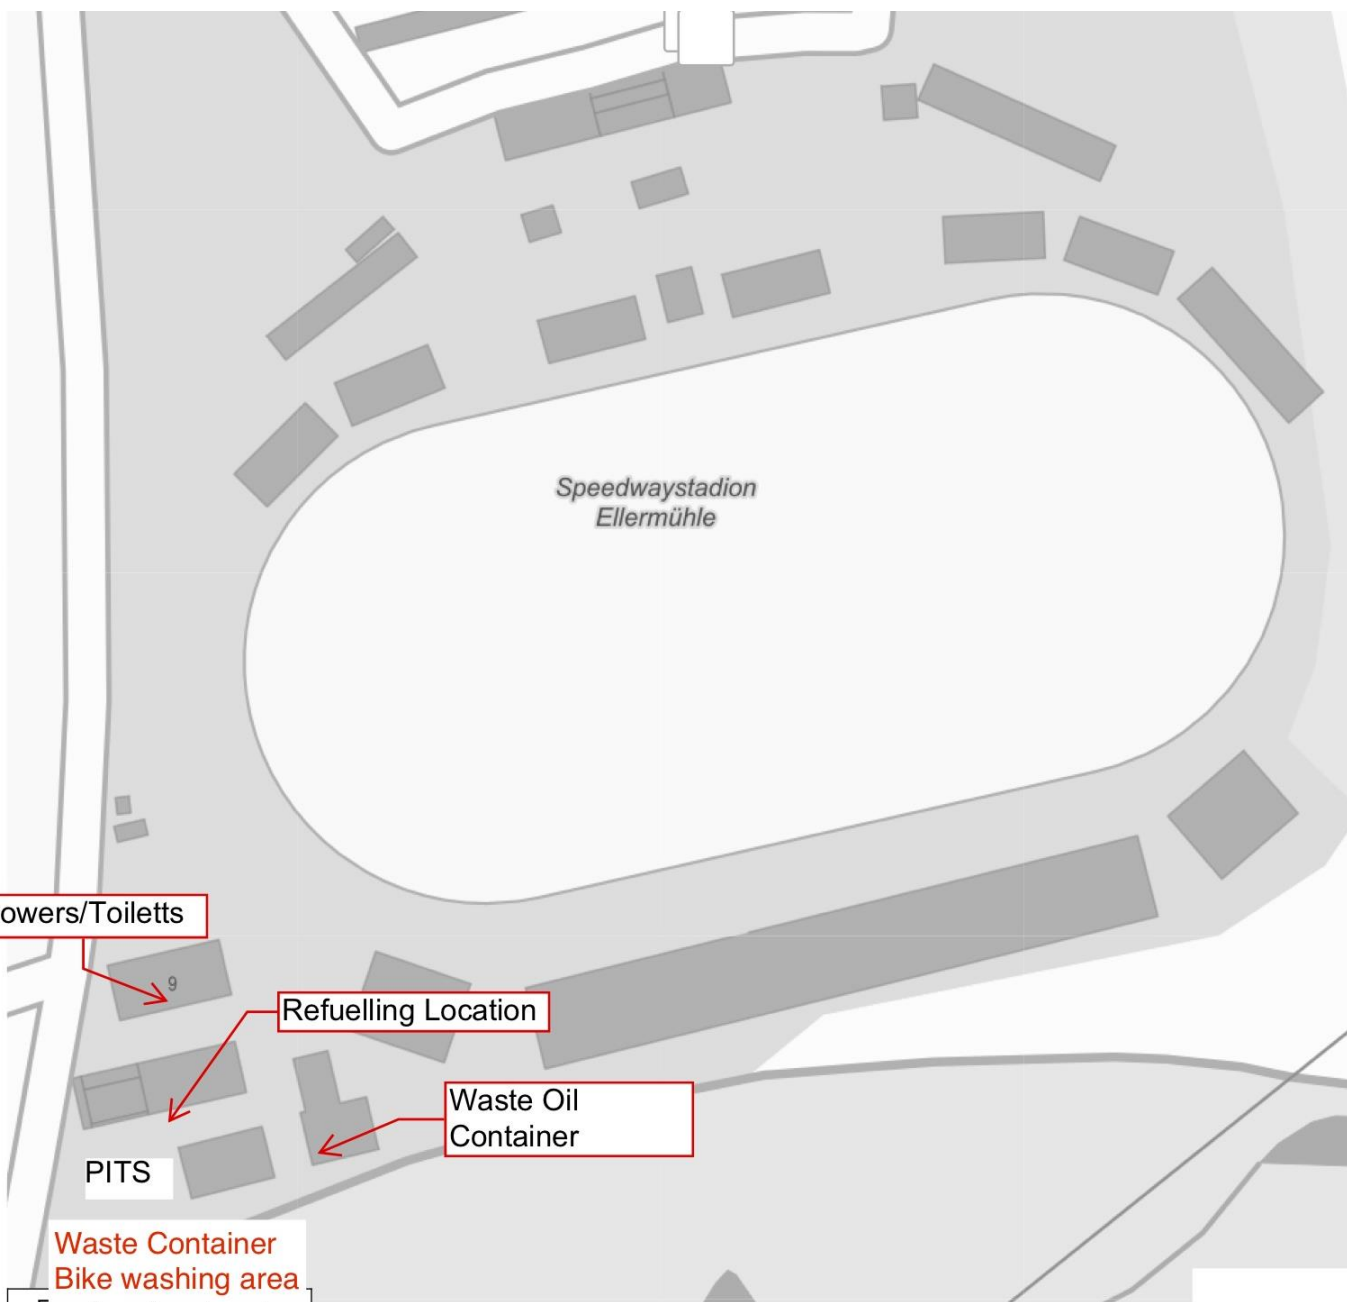 Speedwaystadion
Ellermühle
owers/Toiletts
9
Refuelling Location
Waste Oil
Container
PITS
Waste Container
Bike washing area